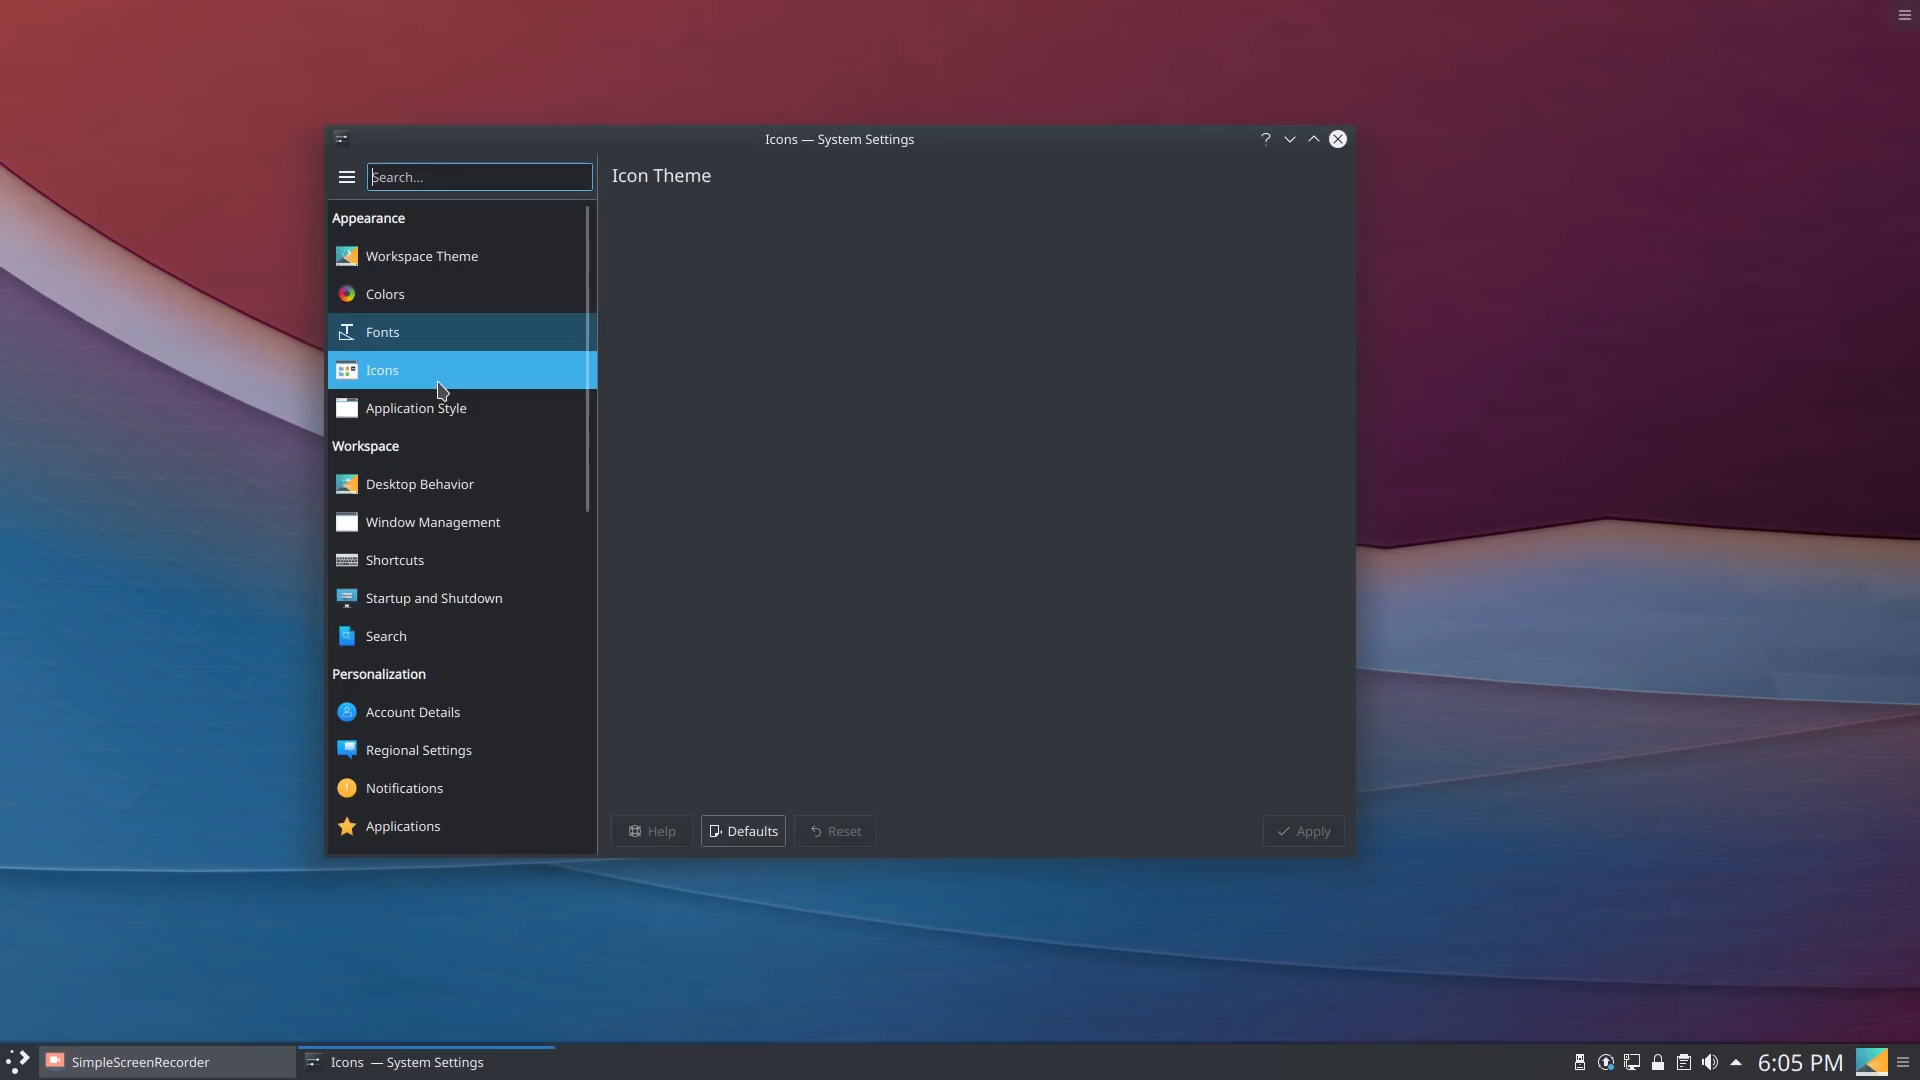 Icons — System Settings
Search...
Icon Theme
Appearance
Workspace Theme
Colors
Fonts
Icons
Application Style
Workspace
Desktop Behavior
Window Management
Shortcuts
Startup and Shutdown
Search
Personalization
Account Details
Regional Settings
Notifications
Applications
Help
Defaults
Reset
Apply
SimpleScreenRecorder
Icons — System Settings
6:05 PM